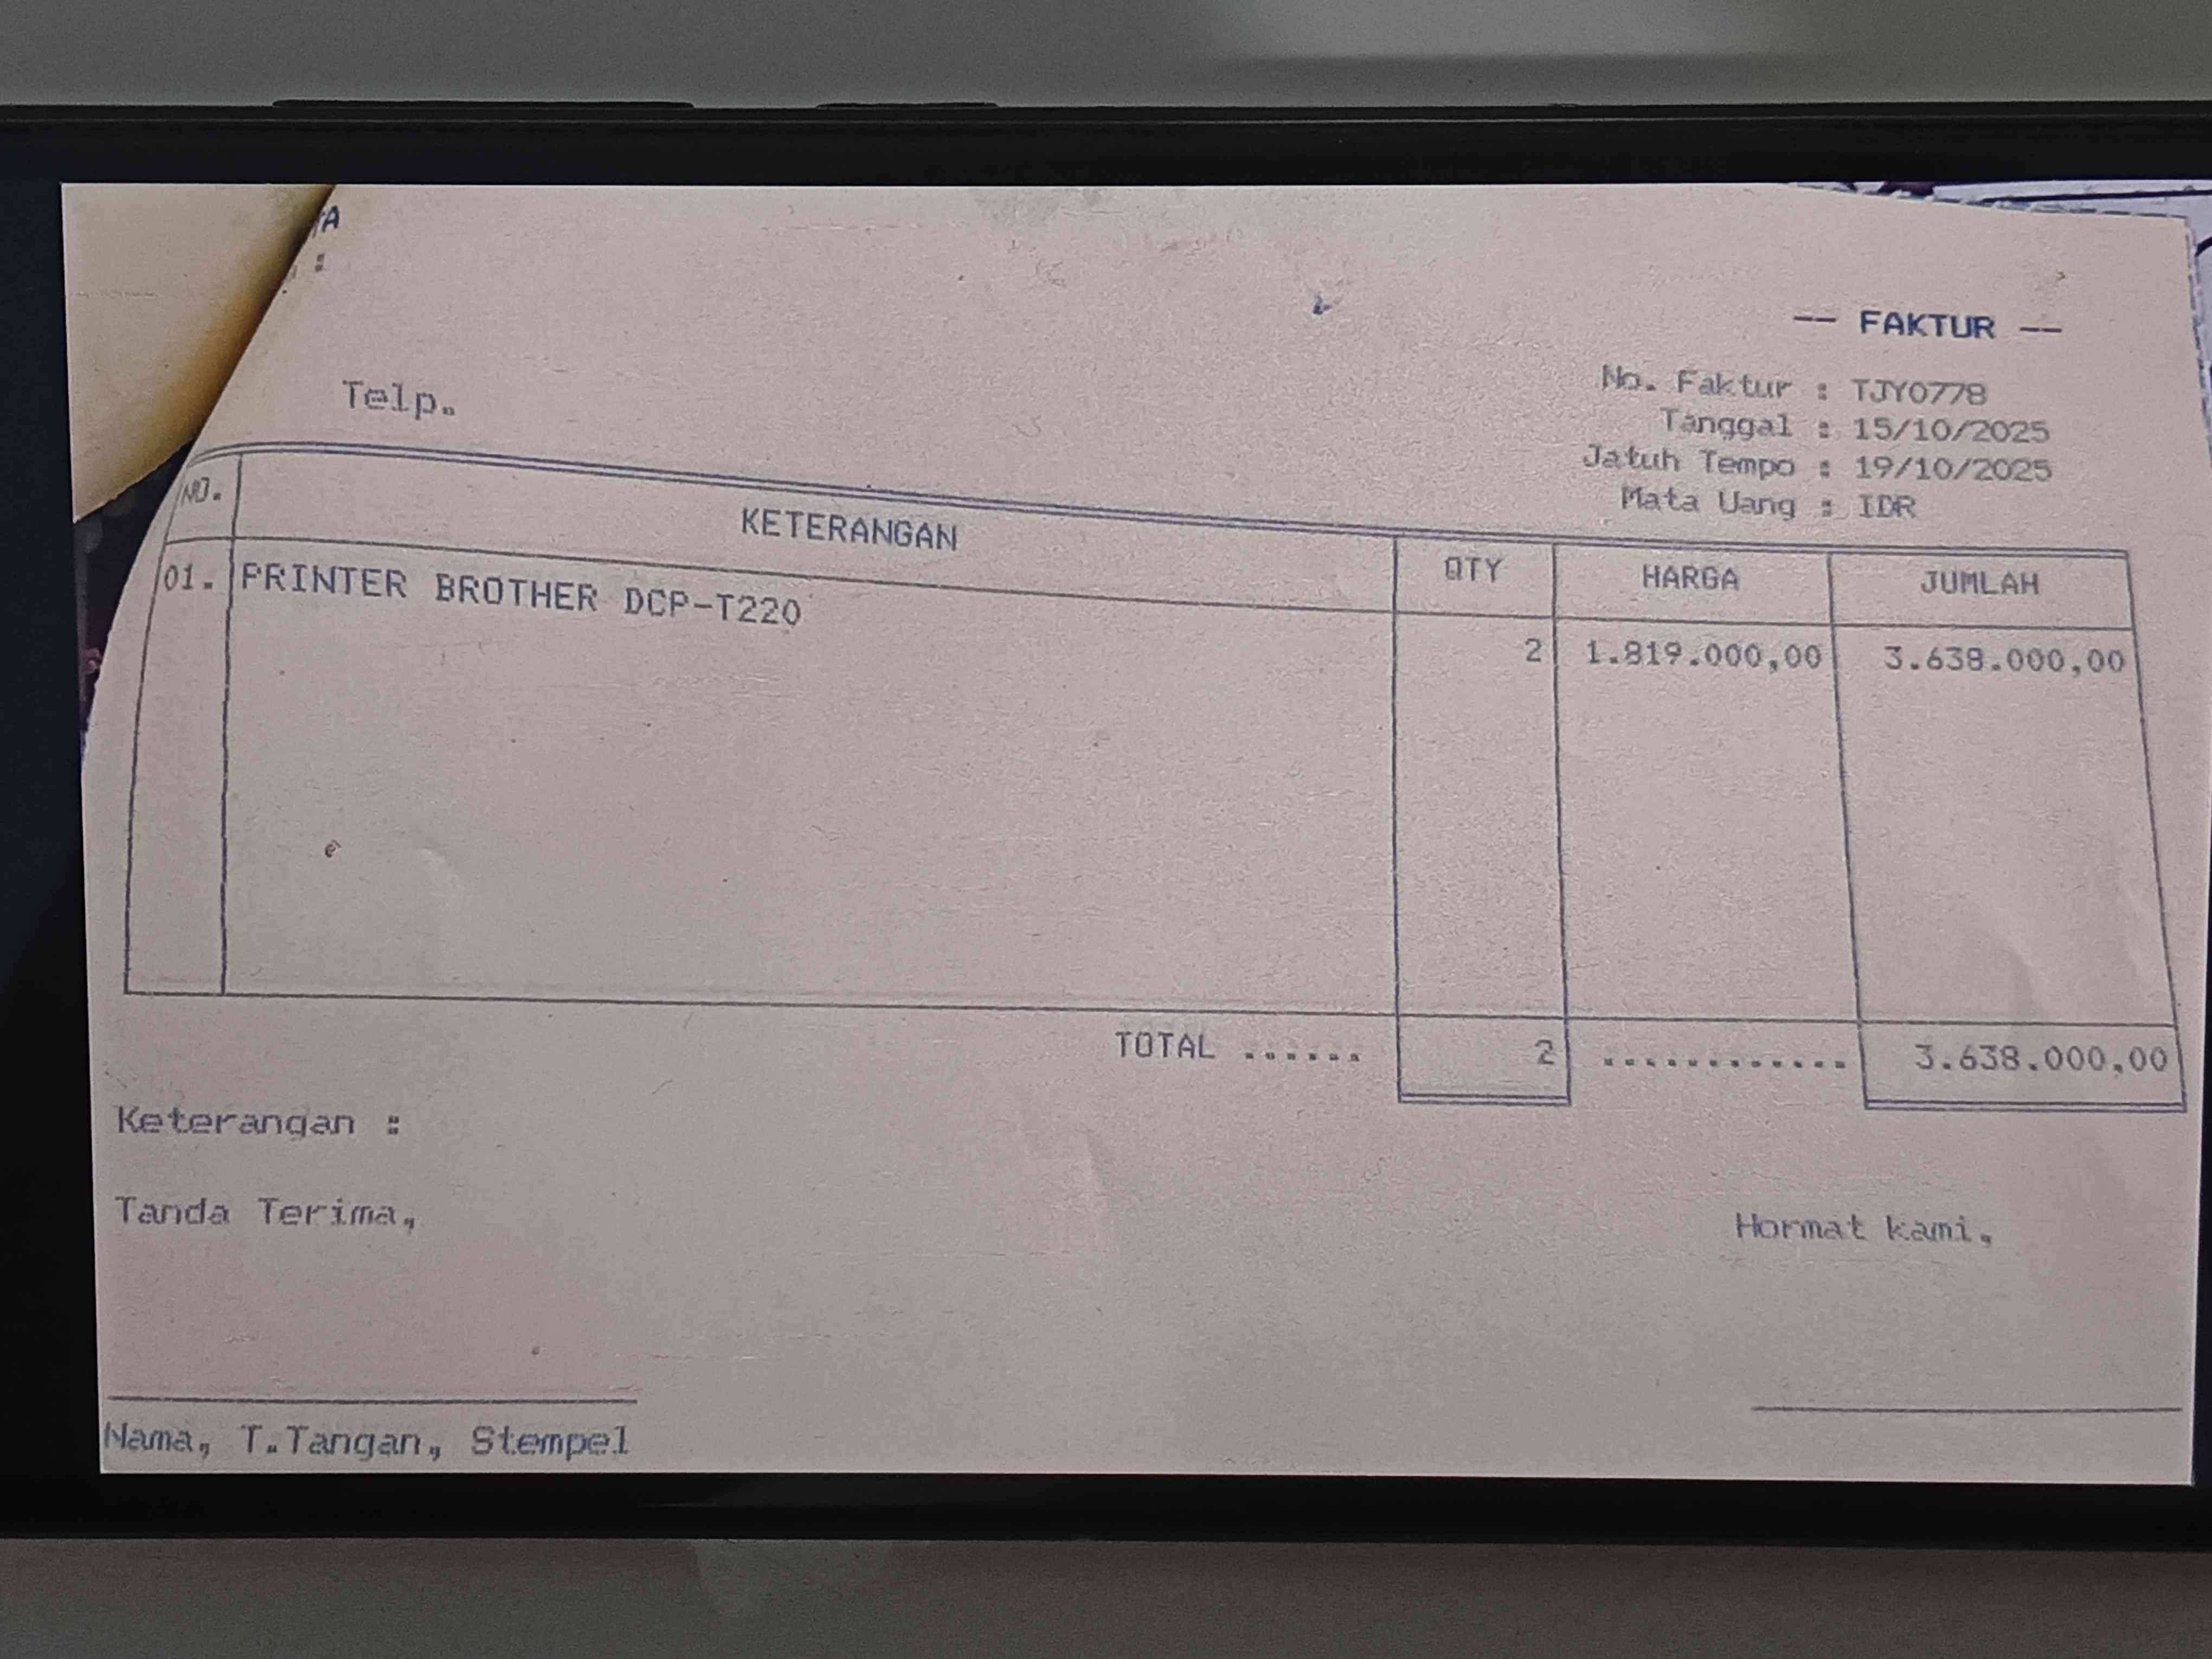 -- FAKTUR --
Telp.
No. Faktur : TJY0778
Tanggal : 15/10/2025
Jatuh Tempo : 19/10/2025
Mata Uang : IDR
NO. KETERANGAN QTY HARGA JUMLAH
01. PRINTER BROTHER DCP-T220 2 1.819.000,00 3.638.000,00
TOTAL ...... 2 ............ 3.638.000,00
Keterangan :
Tanda Terima, Hormat kami,
Nama, T.Tangan, Stempel